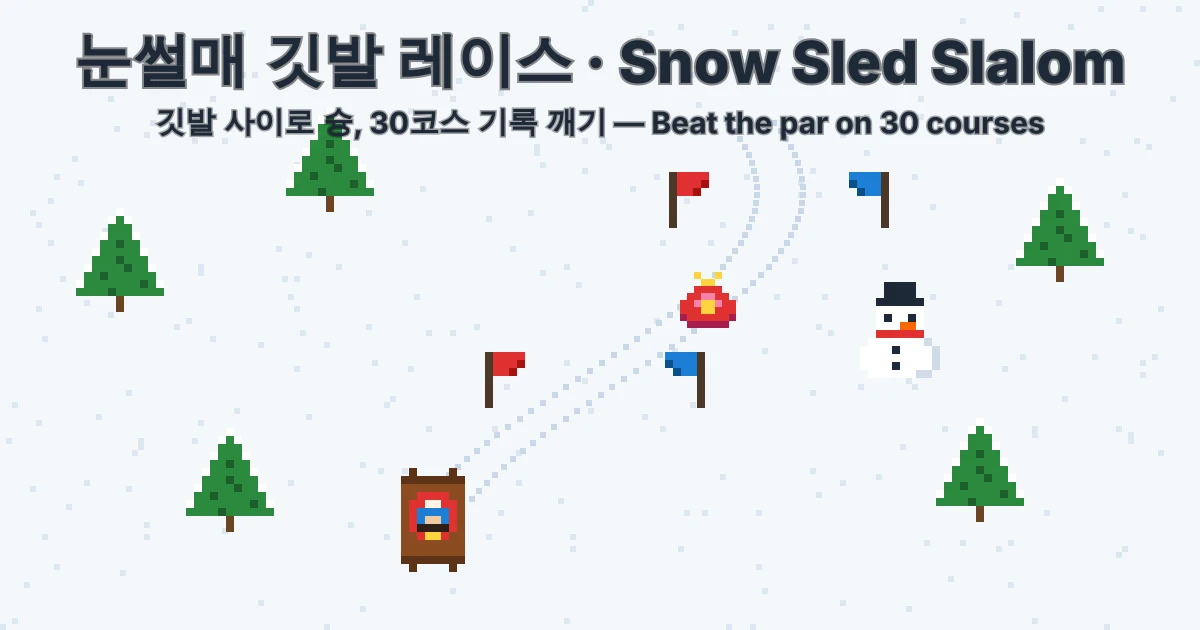 눈썰매 깃발 레이스 · Snow Sled Slalom
깃발 사이로 슝, 30코스 기록 깨기 — Beat the par on 30 courses